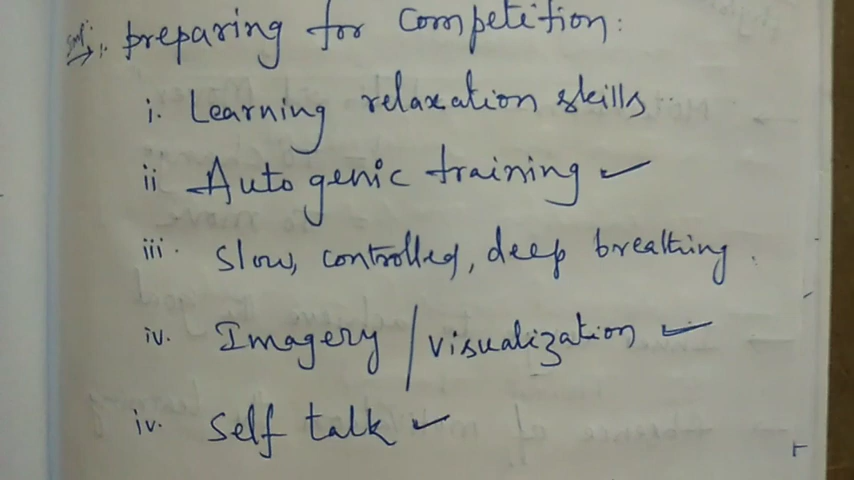 preparing for competition:
i. Learning relaxation skills
ii Autogenic training ✓
iii. slow, controlled, deep breathing.
iv. Imagery / visualization ✓
iv. Self talk ✓